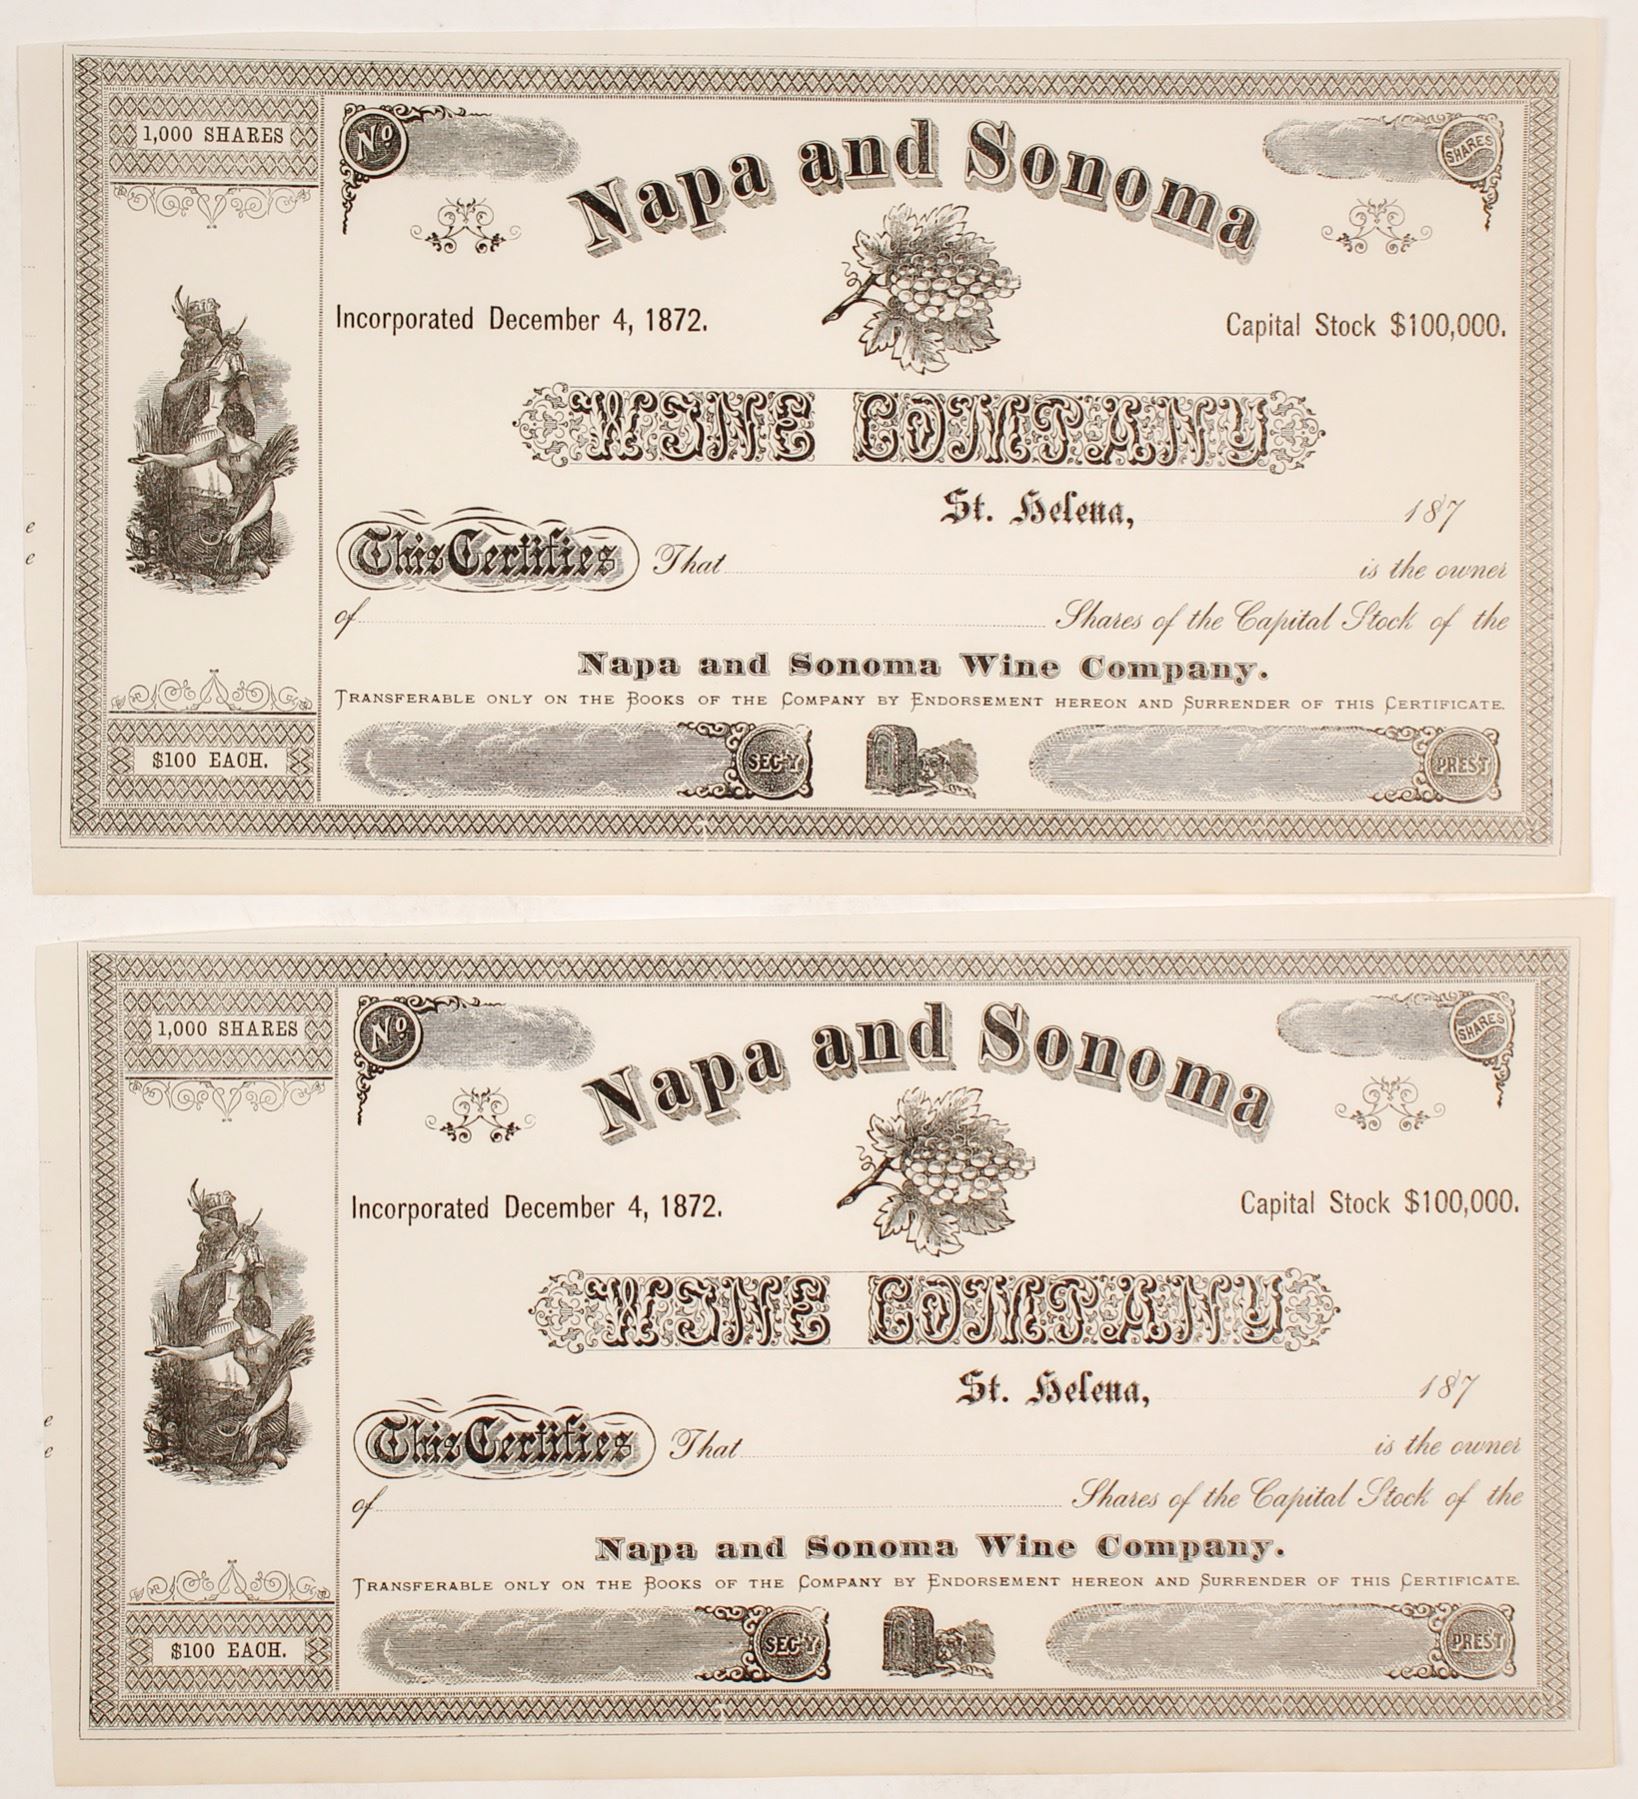 1,000 SHARES
No
SHARES
Napa and Sonoma
Incorporated December 4, 1872.
Capital Stock $100,000.
WINE COMPANY
St. Helena, 187
This Certifies That is the owner
of Shares of the Capital Stock of the
Napa and Sonoma Wine Company.
TRANSFERABLE ONLY ON THE BOOKS OF THE COMPANY BY ENDORSEMENT HEREON AND SURRENDER OF THIS CERTIFICATE.
$100 EACH.
SEC'Y
PREST
e
e
1,000 SHARES
No
SHARES
Napa and Sonoma
Incorporated December 4, 1872.
Capital Stock $100,000.
WINE COMPANY
St. Helena, 187
This Certifies That is the owner
of Shares of the Capital Stock of the
Napa and Sonoma Wine Company.
TRANSFERABLE ONLY ON THE BOOKS OF THE COMPANY BY ENDORSEMENT HEREON AND SURRENDER OF THIS CERTIFICATE.
$100 EACH.
SEC'Y
PREST
e
e